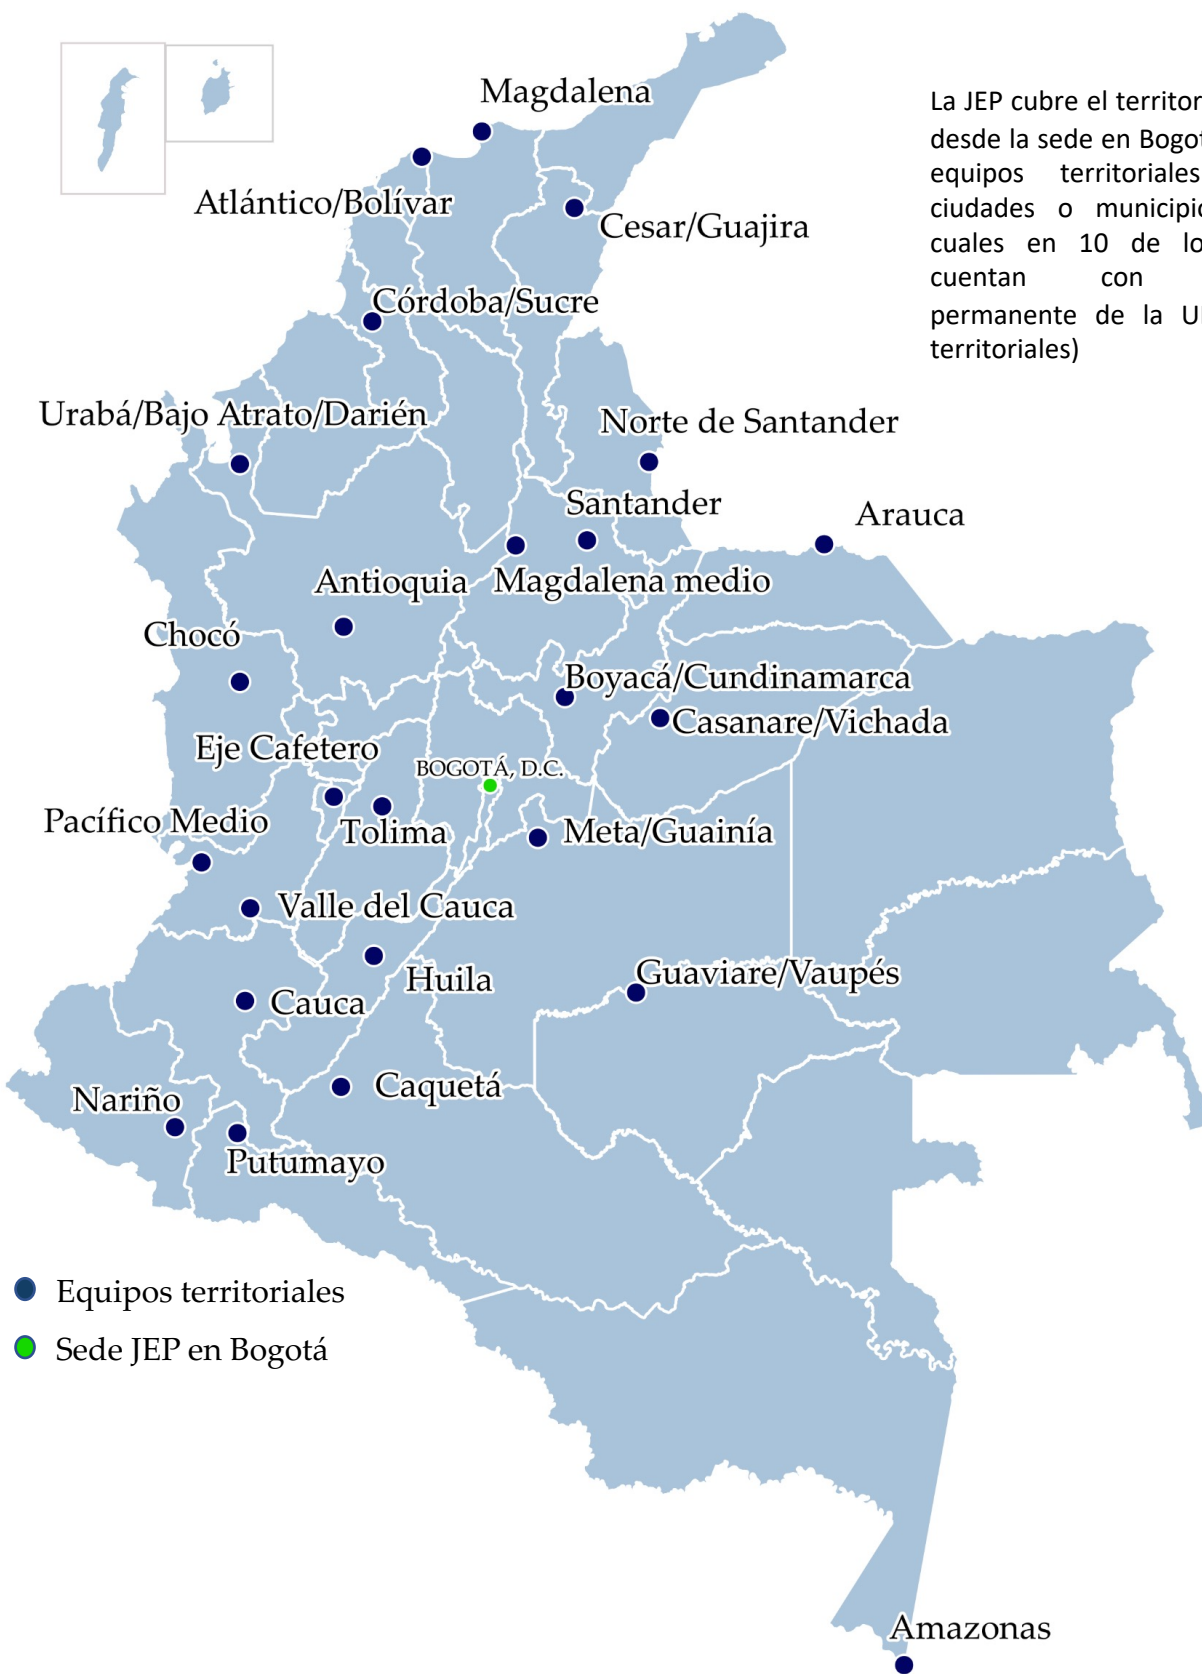 Magdalena
La JEP cubre el territor
desde la sede en Bogot
equipos territoriales
ciudades o municipio
cuales en 10 de lo
cuentan con
permanente de la U
territoriales)
Atlántico/Bolívar
Cesar/Guajira
Córdoba/Sucre
Urabá/Bajo Atrato/Darién
Norte de Santander
Santander
Arauca
Antioquia
Magdalena medio
Chocó
Boyacá/Cundinamarca
Casanare/Vichada
Eje Cafetero
BOGOTÁ, D.C.
Pacífico Medio
Tolima
Meta/Guainía
Valle del Cauca
Huila
Guaviare/Vaupés
Cauca
Caquetá
Nariño
Putumayo
Equipos territoriales
Sede JEP en Bogotá
Amazonas